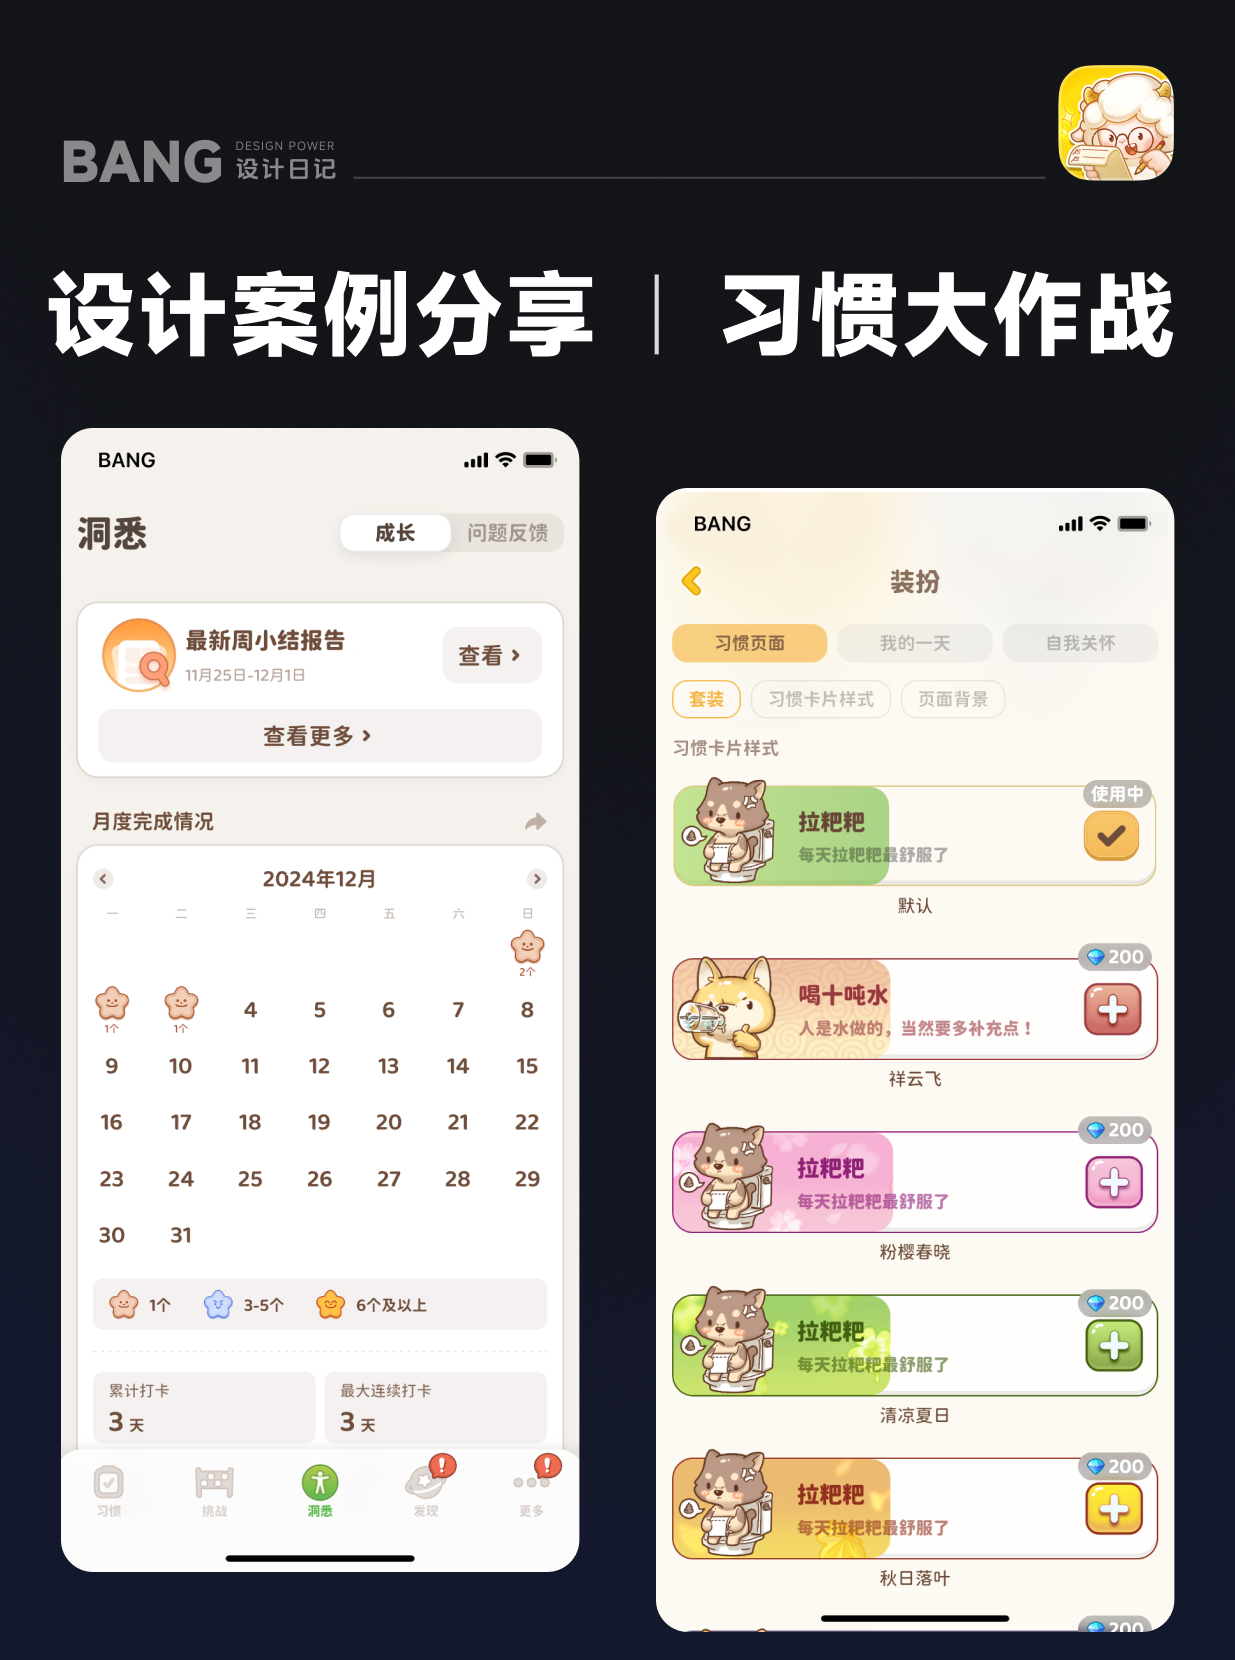 BANG
DESIGN POWER
设计日记
设计案例分享 | 习惯大作战
BANG
洞悉
成长 问题反馈
最新周小结报告
11月25日-12月1日
查看 ›
查看更多 ›
月度完成情况
2024年12月
一 二 三 四 五 六 日
2个
1个 1个 4 5 6 7 8
9 10 11 12 13 14 15
16 17 18 19 20 21 22
23 24 25 26 27 28 29
30 31
1个 3-5个 6个及以上
累计打卡 最大连续打卡
3 天 3 天
习惯 挑战 洞悉 发现 更多
BANG
装扮
习惯页面 我的一天 自我关怀
套装 习惯卡片样式 页面背景
习惯卡片样式
使用中
拉粑粑
每天拉粑粑最舒服了
默认
200
喝十吨水
人是水做的，当然要多补充点！
祥云飞
200
拉粑粑
每天拉粑粑最舒服了
粉樱春晓
200
拉粑粑
每天拉粑粑最舒服了
清凉夏日
200
拉粑粑
每天拉粑粑最舒服了
秋日落叶
200